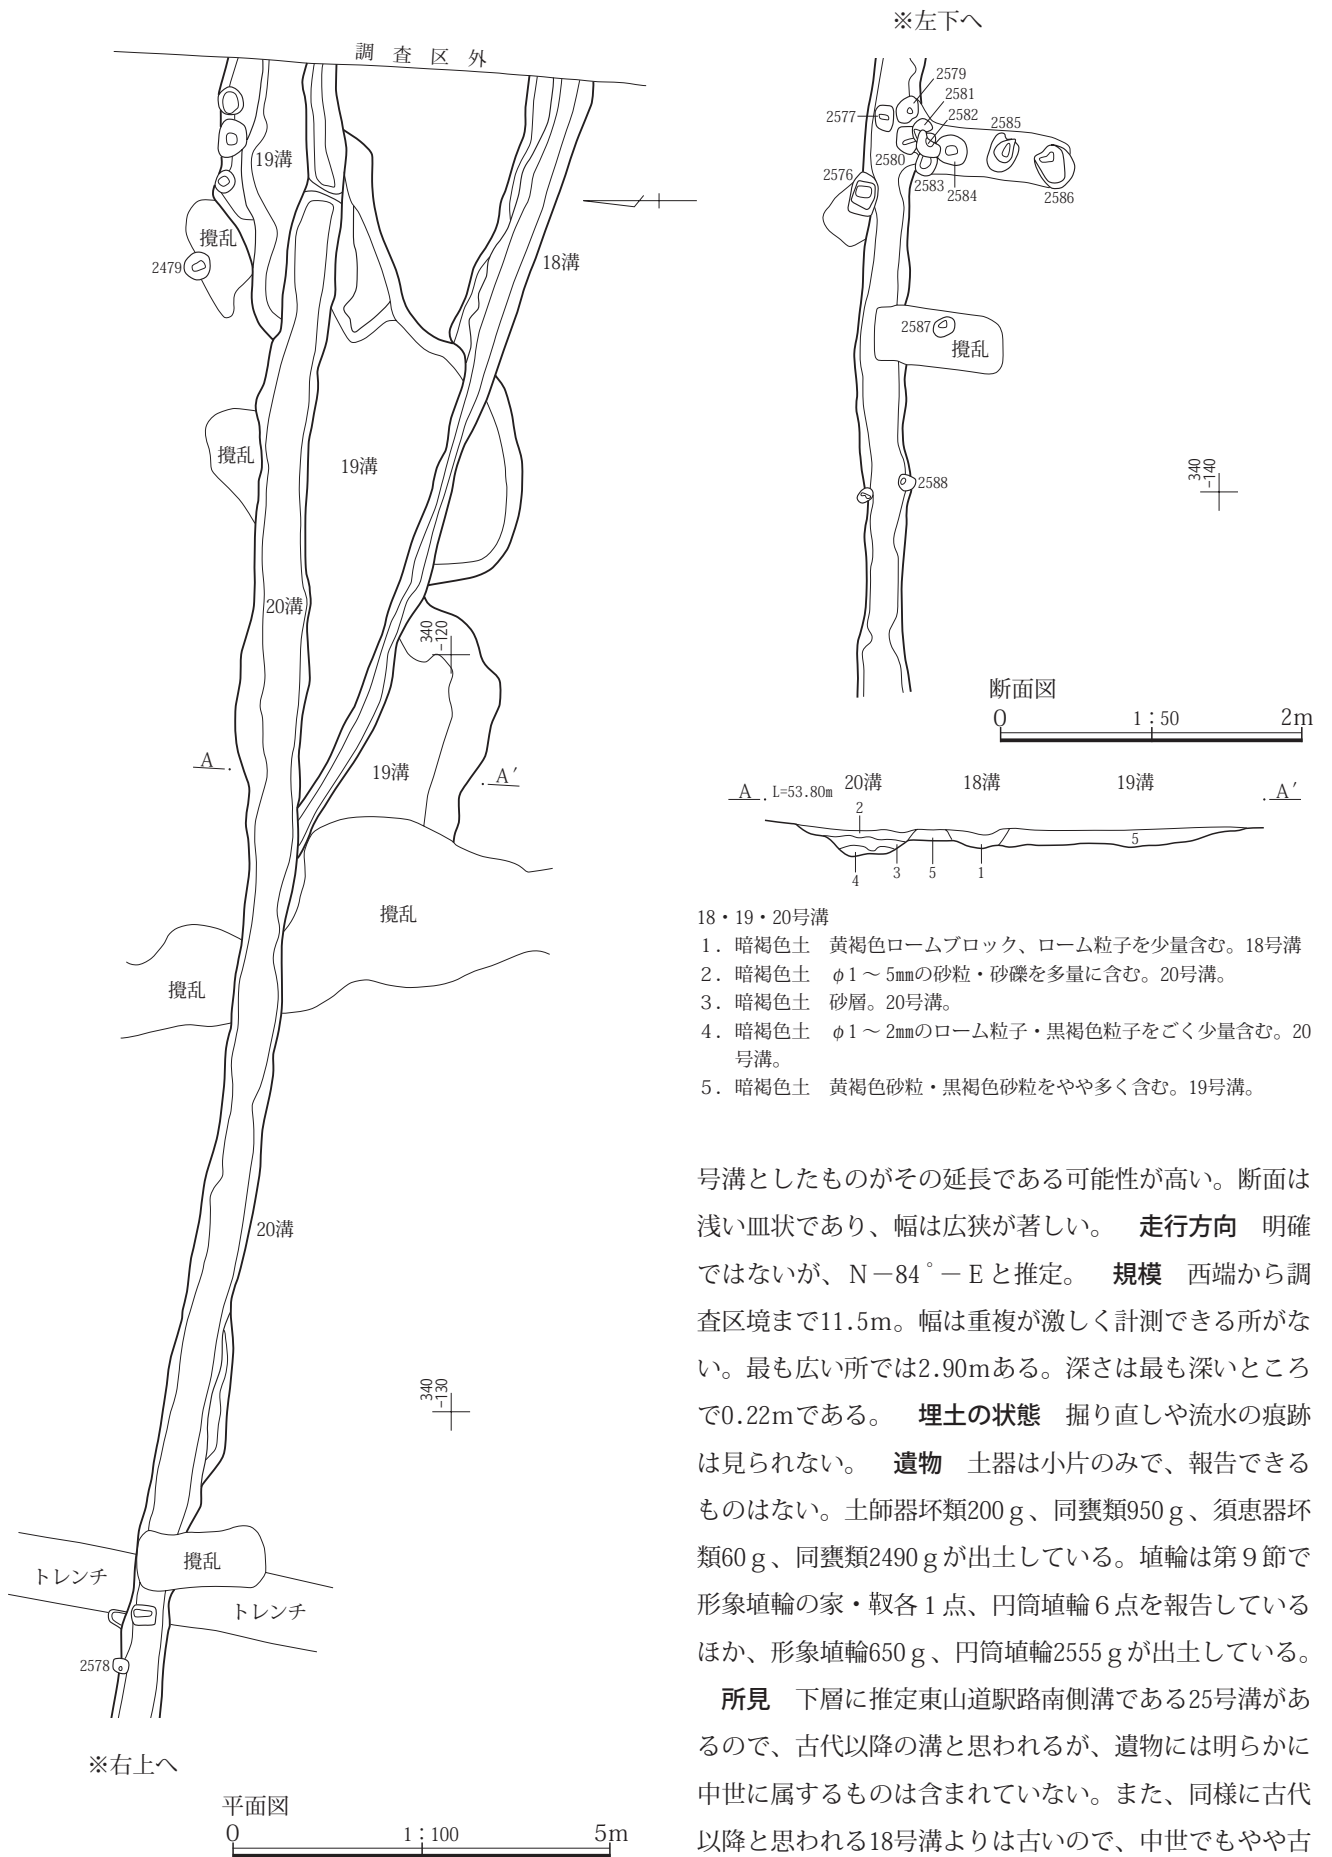 調査区外
19溝
攪乱
2479
18溝
攪乱
19溝
20溝
340
-120
A
19溝
A′
攪乱
攪乱
20溝
340
-130
トレンチ
攪乱
トレンチ
2578
※右上へ
平面図
0 1：100 5m
※左下へ
2579
2581
2577
2582
2585
2580
2576
2583
2584
2586
2587
攪乱
2588
340
-140
断面図
0 1：50 2m
A L=53.80m 20溝 18溝 19溝 A′
2
5
4 3 5 1
18・19・20号溝
1．暗褐色土　黄褐色ロームブロック、ローム粒子を少量含む。18号溝
2．暗褐色土　φ1～5㎜の砂粒・砂礫を多量に含む。20号溝。
3．暗褐色土　砂層。20号溝。
4．暗褐色土　φ1～2㎜のローム粒子・黒褐色粒子をごく少量含む。20
号溝。
5．暗褐色土　黄褐色砂粒・黒褐色砂粒をやや多く含む。19号溝。
号溝としたものがその延長である可能性が高い。断面は
浅い皿状であり、幅は広狭が著しい。　走行方向　明確
ではないが、N－84°－Eと推定。　規模　西端から調
査区境まで11.5m。幅は重複が激しく計測できる所がな
い。最も広い所では2.90mある。深さは最も深いところ
で0.22mである。　埋土の状態　掘り直しや流水の痕跡
は見られない。　遺物　土器は小片のみで、報告できる
ものはない。土師器坏類200ｇ、同甕類950ｇ、須恵器坏
類60ｇ、同甕類2490ｇが出土している。埴輪は第９節で
形象埴輪の家・靫各１点、円筒埴輪６点を報告している
ほか、形象埴輪650ｇ、円筒埴輪2555ｇが出土している。
所見　下層に推定東山道駅路南側溝である25号溝があ
るので、古代以降の溝と思われるが、遺物には明らかに
中世に属するものは含まれていない。また、同様に古代
以降と思われる18号溝よりは古いので、中世でもやや古